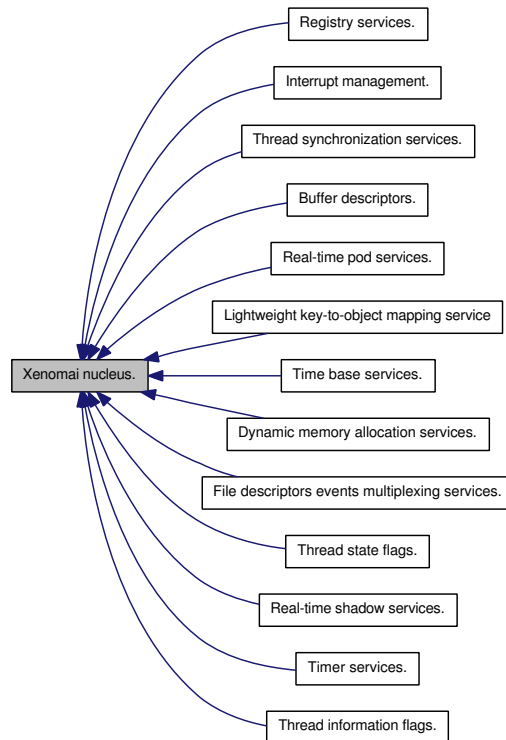 Registry services.
Interrupt management.
Thread synchronization services.
Buffer descriptors.
Real-time pod services.
Lightweight key-to-object mapping service
Xenomai nucleus.
Time base services.
Dynamic memory allocation services.
File descriptors events multiplexing services.
Thread state flags.
Real-time shadow services.
Timer services.
Thread information flags.